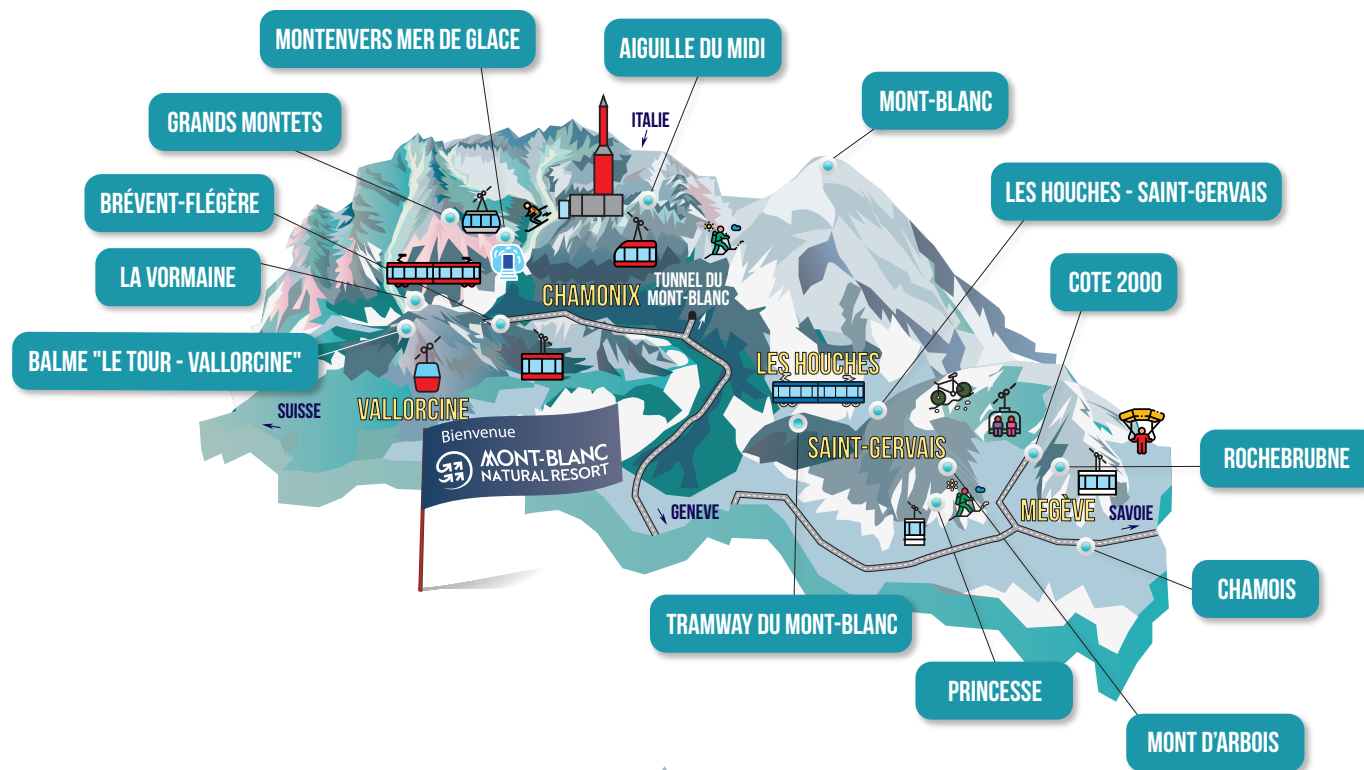 MONTENVERS MER DE GLACE
AIGUILLE DU MIDI
MONT-BLANC
GRANDS MONTETS
ITALIE
LES HOUCHES - SAINT-GERVAIS
BRÉVENT-FLÉGÈRE
LA VORMAINE
COTE 2000
TUNNEL DU
MONT-BLANC
CHAMONIX
BALME "LE TOUR - VALLORCINE"
LES HOUCHES
SUISSE
VALLORCINE
Bienvenue
MONT-BLANC
NATURAL RESORT
SAINT-GERVAIS
ROCHEBRUBNE
GENEVE
MEGÈVE
SAVOIE
CHAMOIS
TRAMWAY DU MONT-BLANC
PRINCESSE
MONT D'ARBOIS